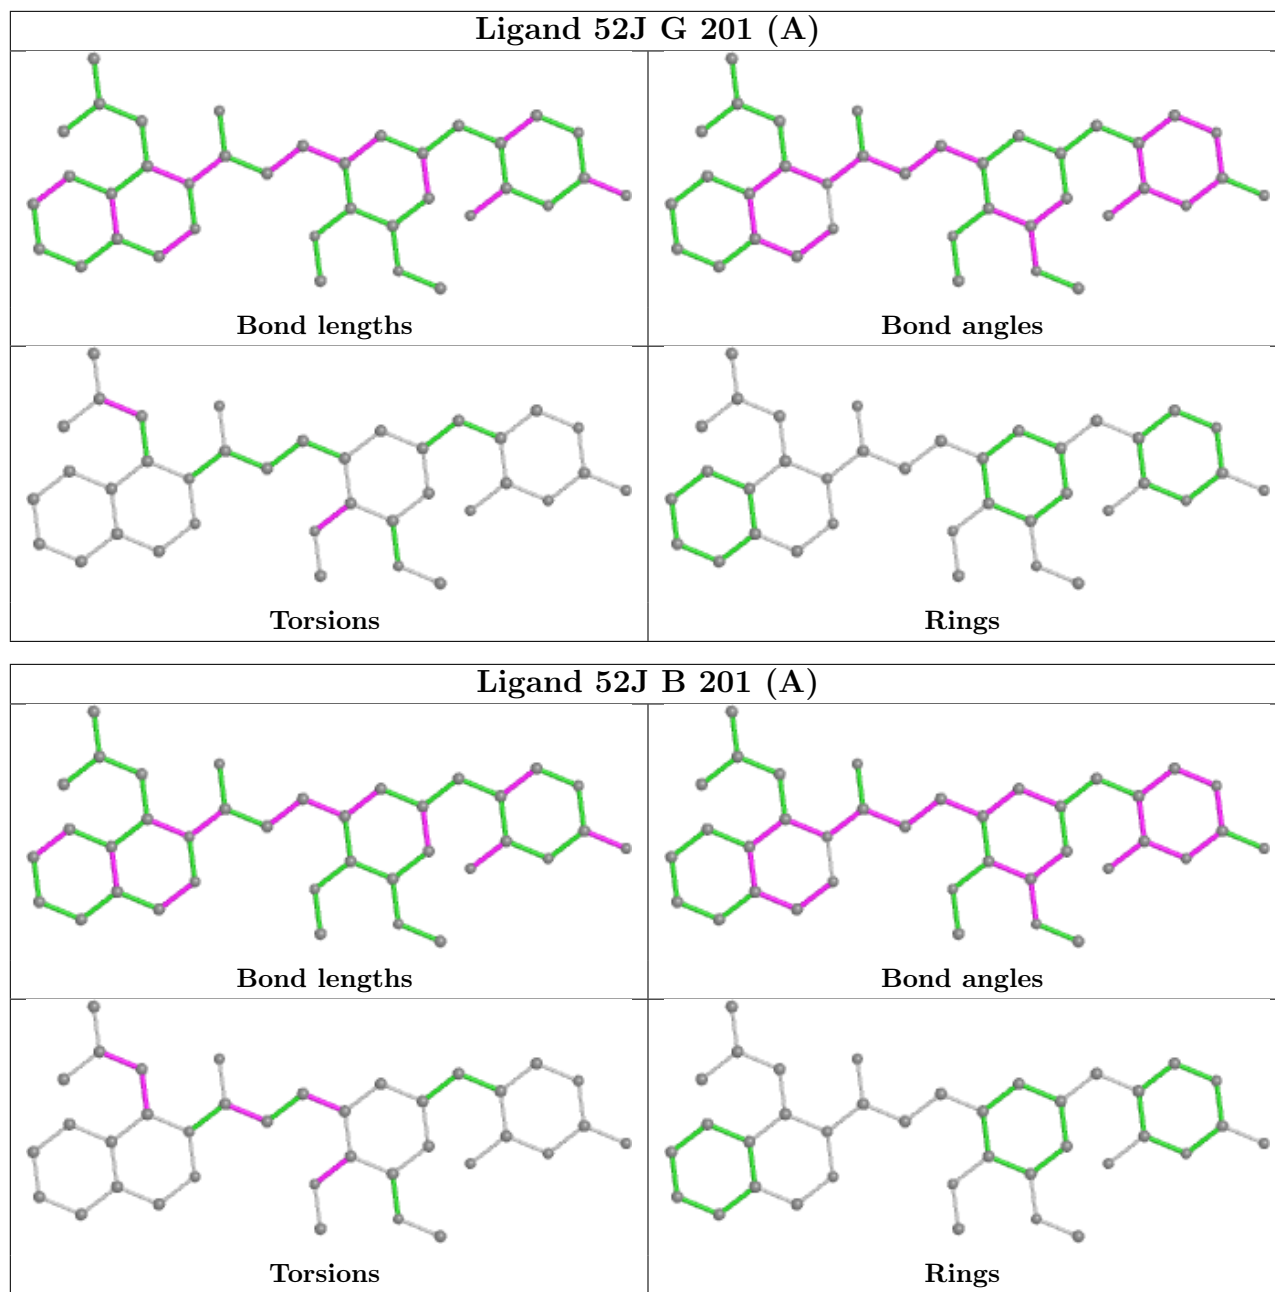 Ligand 52J G 201 (A)
Bond lengths
Bond angles
Torsions
Rings
Ligand 52J B 201 (A)
Bond lengths
Bond angles
Torsions
Rings